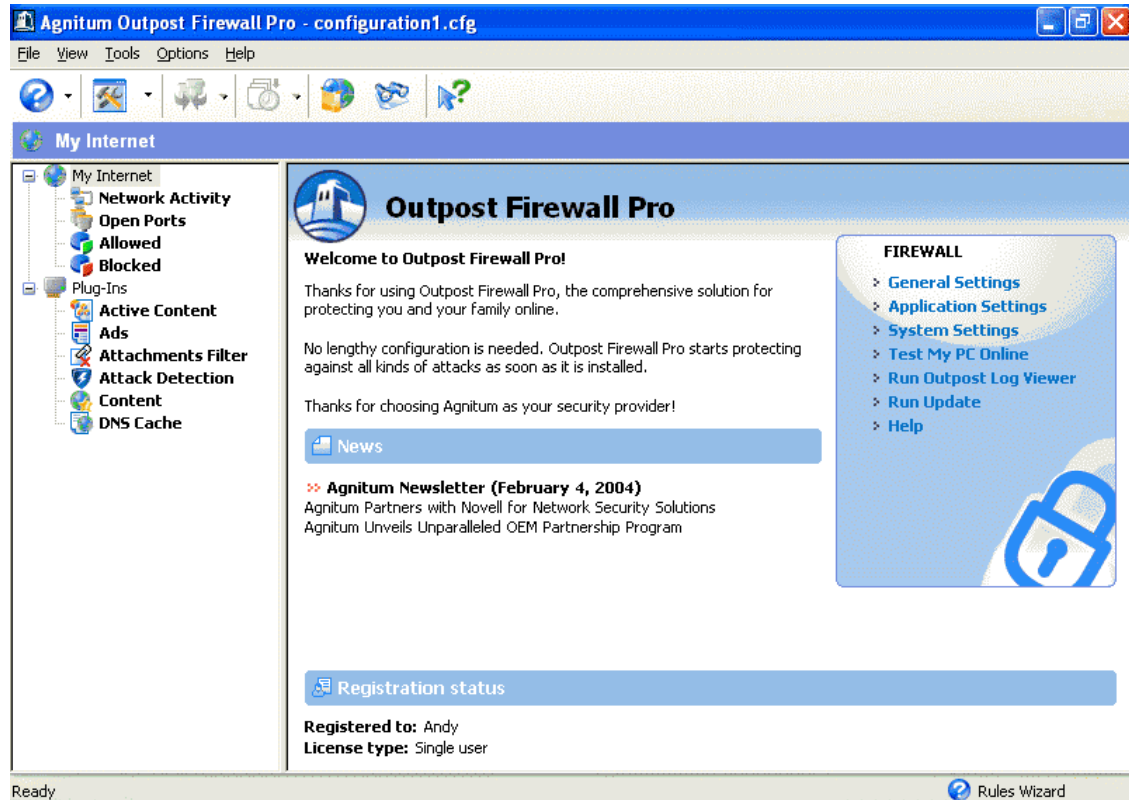 Agnitum Outpost Firewall Pro - configuration1.cfg
File View Tools Options Help
My Internet
My Internet
Network Activity
Open Ports
Allowed
Blocked
Plug-Ins
Active Content
Ads
Attachments Filter
Attack Detection
Content
DNS Cache
Outpost Firewall Pro
Welcome to Outpost Firewall Pro!
Thanks for using Outpost Firewall Pro, the comprehensive solution for
protecting you and your family online.
No lengthy configuration is needed. Outpost Firewall Pro starts protecting
against all kinds of attacks as soon as it is installed.
Thanks for choosing Agnitum as your security provider!
News
Agnitum Newsletter (February 4, 2004)
Agnitum Partners with Novell for Network Security Solutions
Agnitum Unveils Unparalleled OEM Partnership Program
FIREWALL
General Settings
Application Settings
System Settings
Test My PC Online
Run Outpost Log Viewer
Run Update
Help
Registration status
Registered to: Andy
License type: Single user
Ready
Rules Wizard